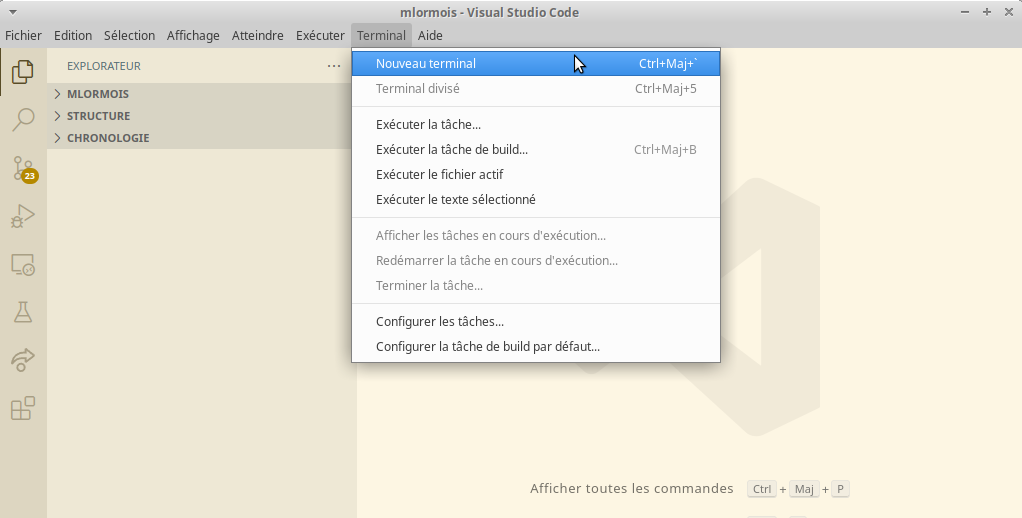 mlormois - Visual Studio Code
Fichier Edition Sélection Affichage Atteindre Exécuter Terminal Aide
EXPLORATEUR ...
MLORMOIS
STRUCTURE
CHRONOLOGIE
23
Nouveau terminal Ctrl+Maj+`
Terminal divisé Ctrl+Maj+5
Exécuter la tâche...
Exécuter la tâche de build... Ctrl+Maj+B
Exécuter le fichier actif
Exécuter le texte sélectionné
Afficher les tâches en cours d'exécution...
Redémarrer la tâche en cours d'exécution...
Terminer la tâche...
Configurer les tâches...
Configurer la tâche de build par défaut...
Afficher toutes les commandes Ctrl + Maj + P